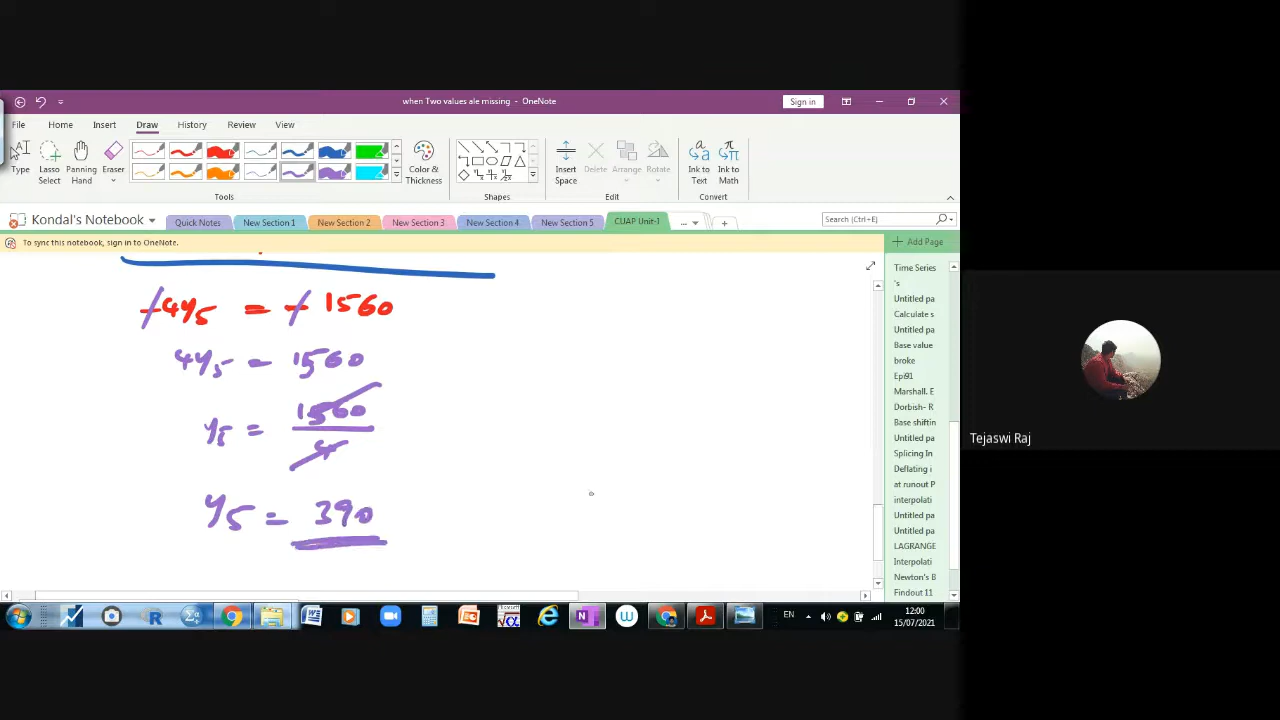 when Two values ale missing - OneNote
Sign in
File Home Insert Draw History Review View
Type
Lasso Select
Panning Hand
Eraser
Color & Thickness
Insert Space
Delete
Arrange
Rotate
Ink to Text
Ink to Math
Tools
Shapes
Edit
Convert
Kondal's Notebook
Quick Notes
New Section 1
New Section 2
New Section 3
New Section 4
New Section 5
CUAP Unit-1
...
Search (Ctrl+E)
To sync this notebook, sign in to OneNote.
Add Page
-4y5 = - 1560
4y5 = 1560
y5 = 1560/4
y5 = 390
Time Series
's
Untitled pa
Calculate s
Untitled pa
Base value
broke
Epi91
Marshall. E
Dorbish- R
Base shiftin
Untitled pa
Splicing In
Deflating i
at runout P
interpolati
Untitled pa
Untitled pa
LAGRANGE
Interpolati
Newton's B
Findout 11
Tejaswi Raj
EN
12:00
15/07/2021